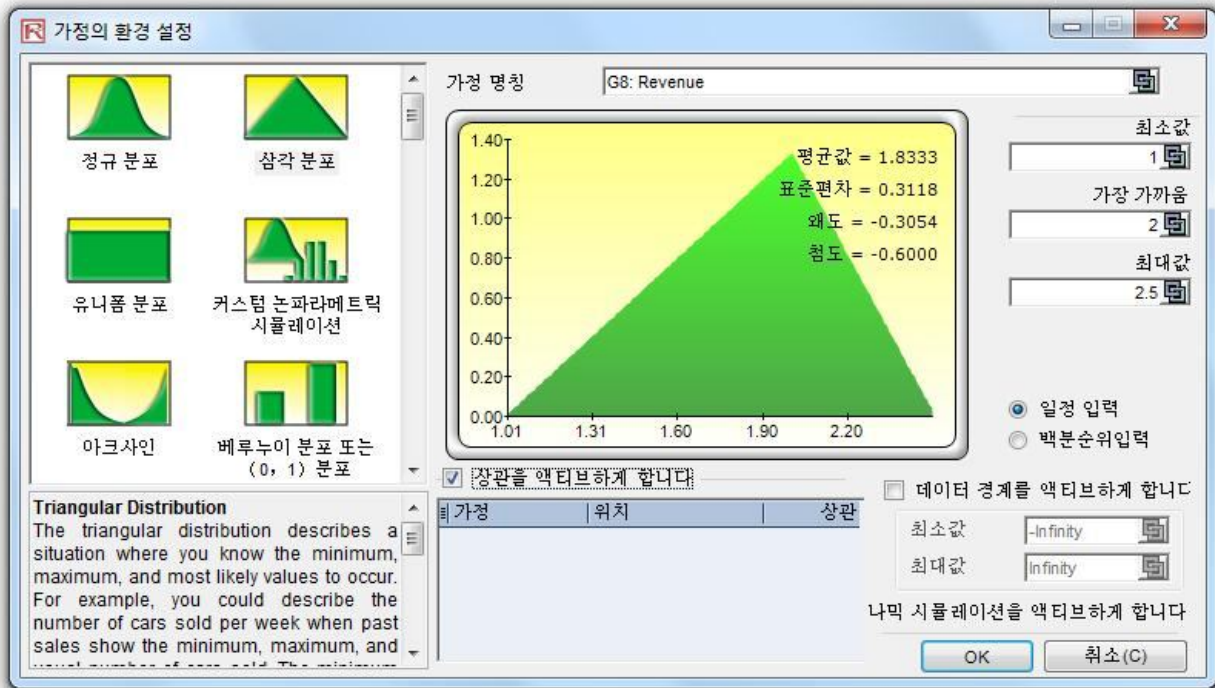 가정의 환경 설정
정규 분포
삼각 분포
유니폼 분포
커스텀 논파라메트릭
시뮬레이션
아크사인
베루누이 분포 또는
(0, 1) 분포
Triangular Distribution
The triangular distribution describes a
situation where you know the minimum,
maximum, and most likely values to occur.
For example, you could describe the
number of cars sold per week when past
sales show the minimum, maximum, and
usual number of cars sold. The minimum
가정 명칭
G8: Revenue
1.40
1.20
1.00
0.80
0.60
0.40
0.20
0.00
1.01 1.31 1.60 1.90 2.20
평균값 = 1.8333
표준편차 = 0.3118
왜도 = -0.3054
첨도 = -0.6000
최소값
1
가장 가까움
2
최대값
2.5
일정 입력
백분순위입력
상관을 액티브하게 합니다
가정 위치 상관
데이터 경계를 액티브하게 합니다
최소값 -Infinity
최대값 Infinity
나믹 시뮬레이션을 액티브하게 합니다
OK 취소(C)